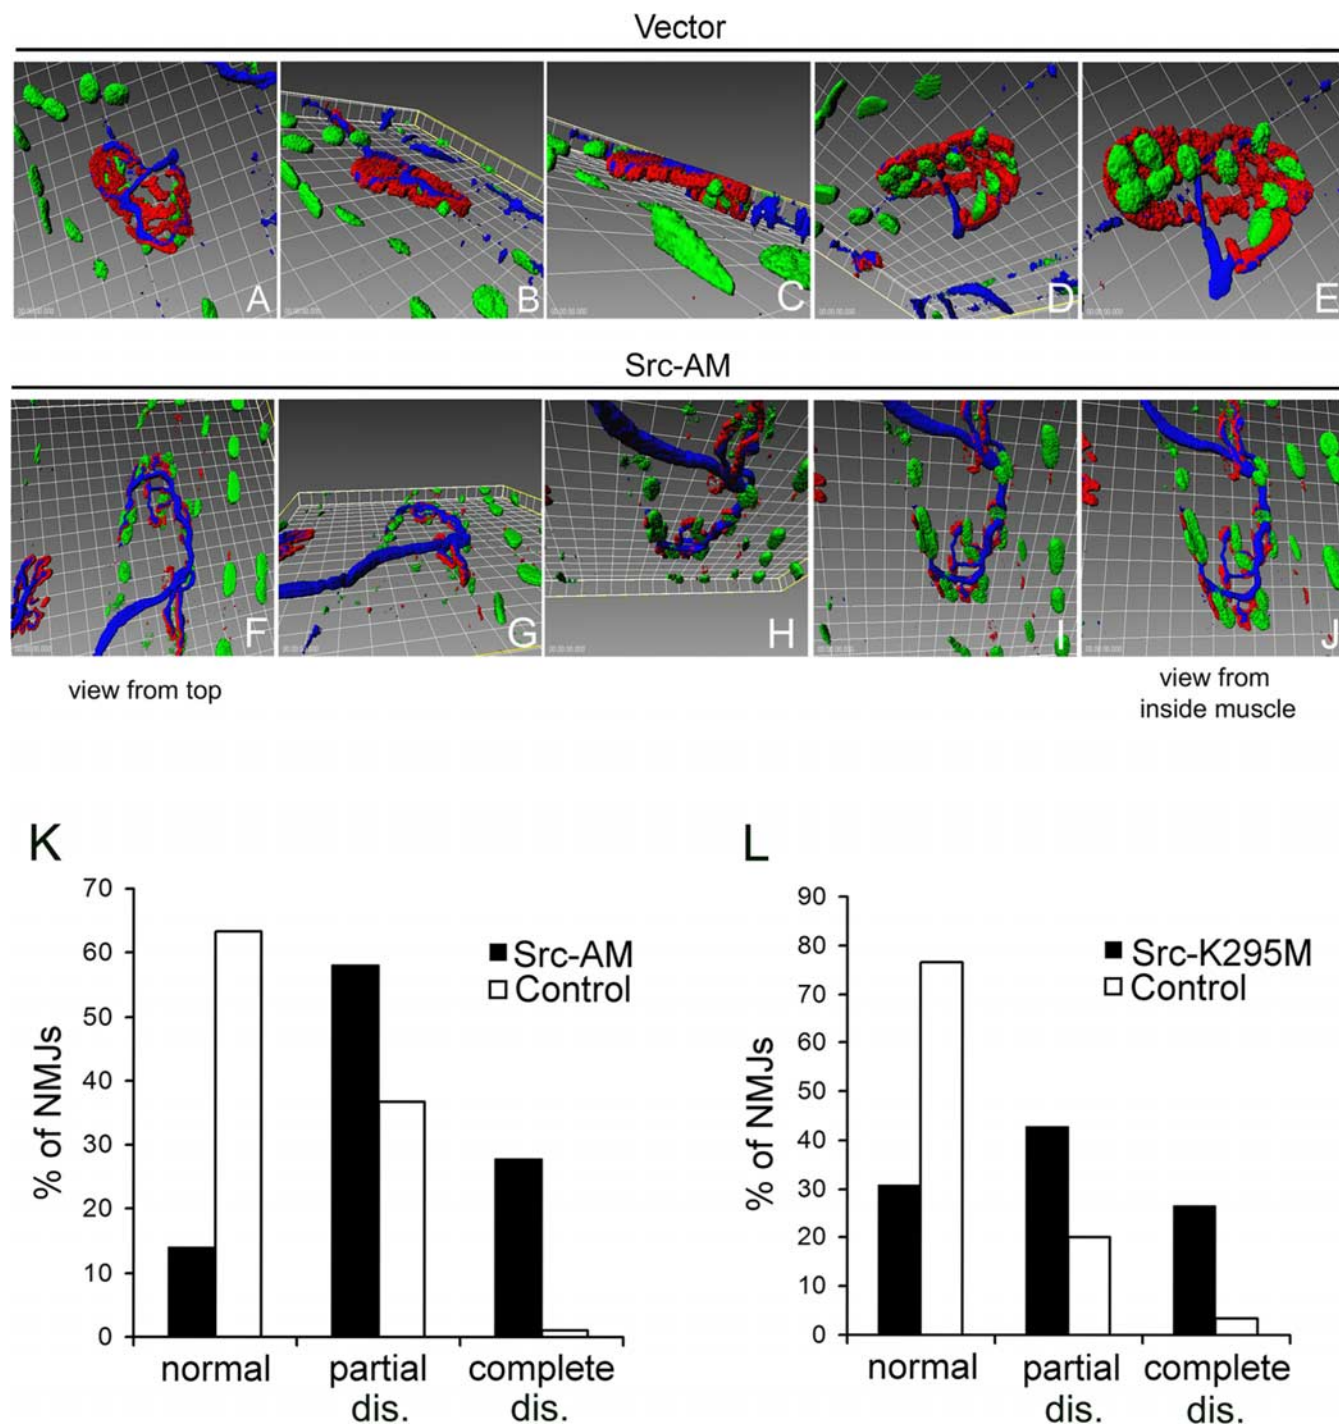 Vector
A B C D E
Src-AM
F G H I J
view from top
view from
inside muscle
K
70
60
50
40
30
20
10
0
% of NMJs
Src-AM
Control
normal partial complete
dis. dis.
L
90
80
70
60
50
40
30
20
10
0
% of NMJs
Src-K295M
Control
normal partial complete
dis. dis.